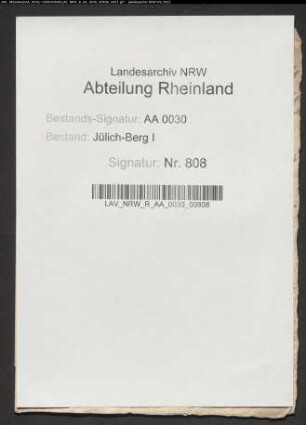 Landesarchiv NRW
Abteilung Rheinland
Bestands-Signatur: AA 0030
Bestand: Jülich-Berg I
Signatur: Nr. 808
LAV_NRW_R_AA_0030_00808